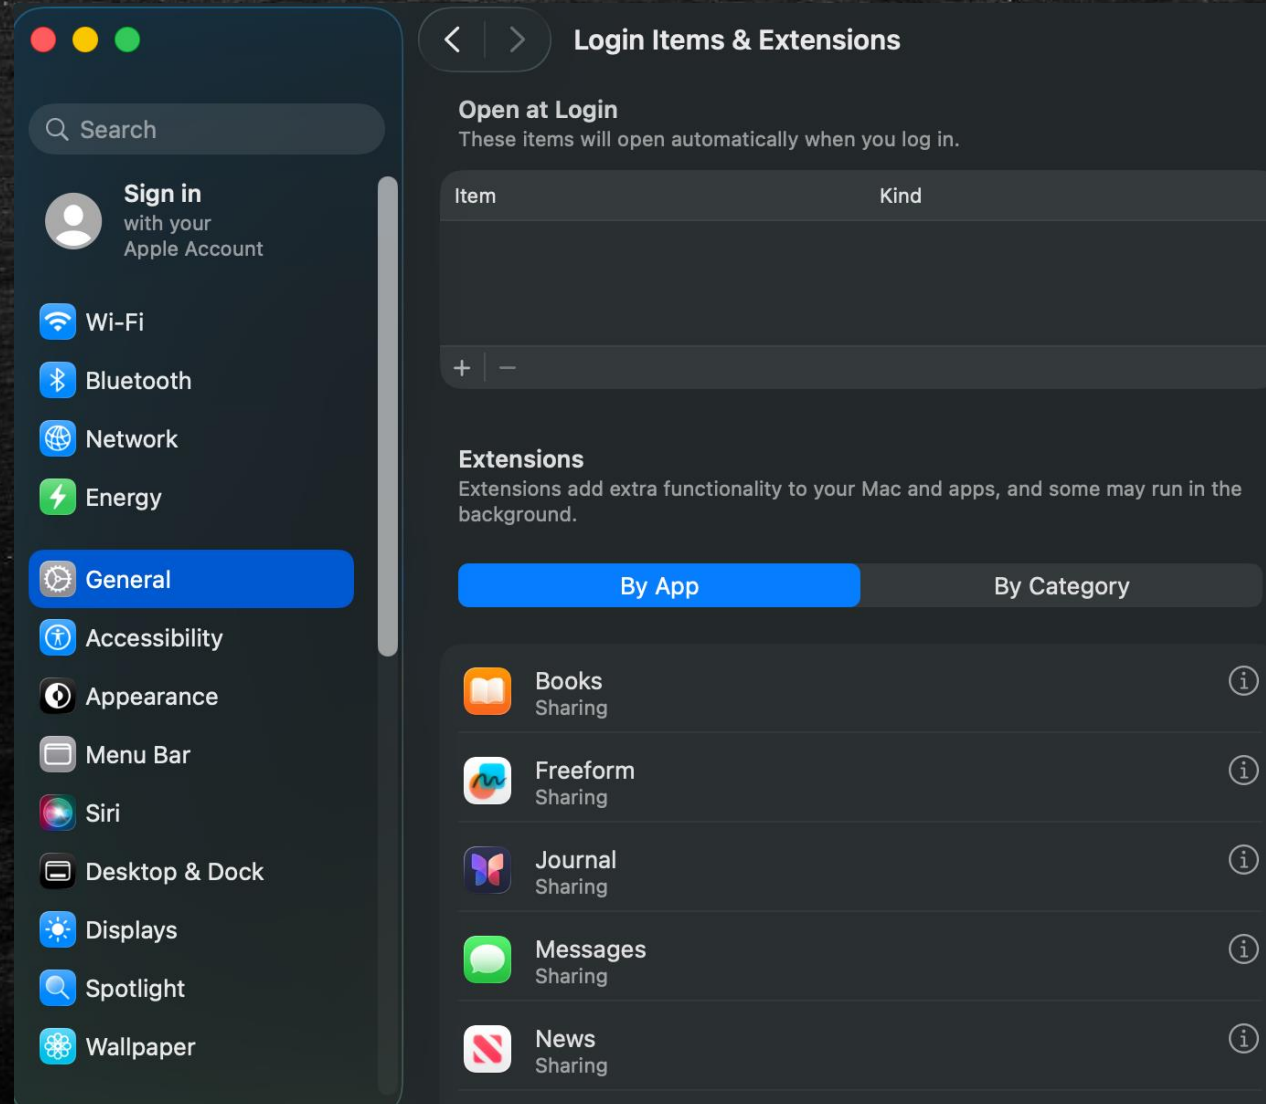 Login Items & Extensions
Search
Sign in
with your
Apple Account
Wi-Fi
Bluetooth
Network
Energy
General
Accessibility
Appearance
Menu Bar
Siri
Desktop & Dock
Displays
Spotlight
Wallpaper
Open at Login
These items will open automatically when you log in.
Item Kind
Extensions
Extensions add extra functionality to your Mac and apps, and some may run in the
background.
By App By Category
Books
Sharing
Freeform
Sharing
Journal
Sharing
Messages
Sharing
News
Sharing